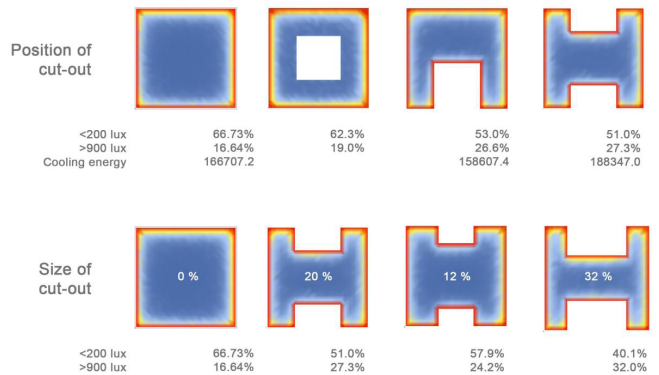 Position of
cut-out
<200 lux 66.73% 62.3% 53.0% 51.0%
>900 lux 16.64% 19.0% 26.6% 27.3%
Cooling energy 166707.2 158607.4 188347.0
Size of
cut-out
0 % 20 % 12 % 32 %
<200 lux 66.73% 51.0% 57.9% 40.1%
>900 lux 16.64% 27.3% 24.2% 32.0%